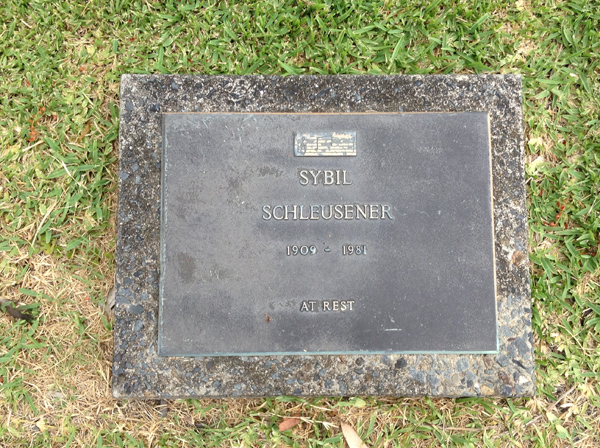 SYBIL
SCHLEUSENER
1909 - 1981
AT REST